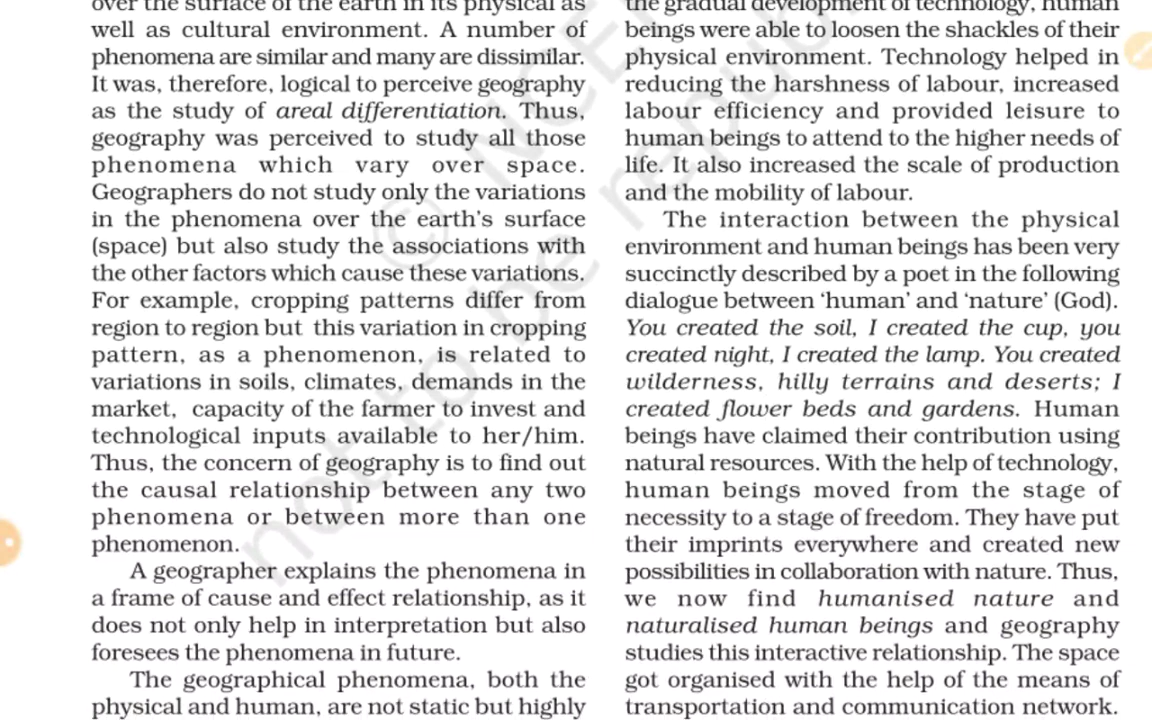 over the surface of the earth in its physical as
well as cultural environment. A number of
phenomena are similar and many are dissimilar.
It was, therefore, logical to perceive geography
as the study of areal differentiation. Thus,
geography was perceived to study all those
phenomena which vary over space.
Geographers do not study only the variations
in the phenomena over the earth's surface
(space) but also study the associations with
the other factors which cause these variations.
For example, cropping patterns differ from
region to region but this variation in cropping
pattern, as a phenomenon, is related to
variations in soils, climates, demands in the
market, capacity of the farmer to invest and
technological inputs available to her/him.
Thus, the concern of geography is to find out
the causal relationship between any two
phenomena or between more than one
phenomenon.
A geographer explains the phenomena in
a frame of cause and effect relationship, as it
does not only help in interpretation but also
foresees the phenomena in future.
The geographical phenomena, both the
physical and human, are not static but highly
the gradual development of technology, human
beings were able to loosen the shackles of their
physical environment. Technology helped in
reducing the harshness of labour, increased
labour efficiency and provided leisure to
human beings to attend to the higher needs of
life. It also increased the scale of production
and the mobility of labour.
The interaction between the physical
environment and human beings has been very
succinctly described by a poet in the following
dialogue between 'human' and 'nature' (God).
You created the soil, I created the cup, you
created night, I created the lamp. You created
wilderness, hilly terrains and deserts; I
created flower beds and gardens. Human
beings have claimed their contribution using
natural resources. With the help of technology,
human beings moved from the stage of
necessity to a stage of freedom. They have put
their imprints everywhere and created new
possibilities in collaboration with nature. Thus,
we now find humanised nature and
naturalised human beings and geography
studies this interactive relationship. The space
got organised with the help of the means of
transportation and communication network.
© NCE
not to be republ